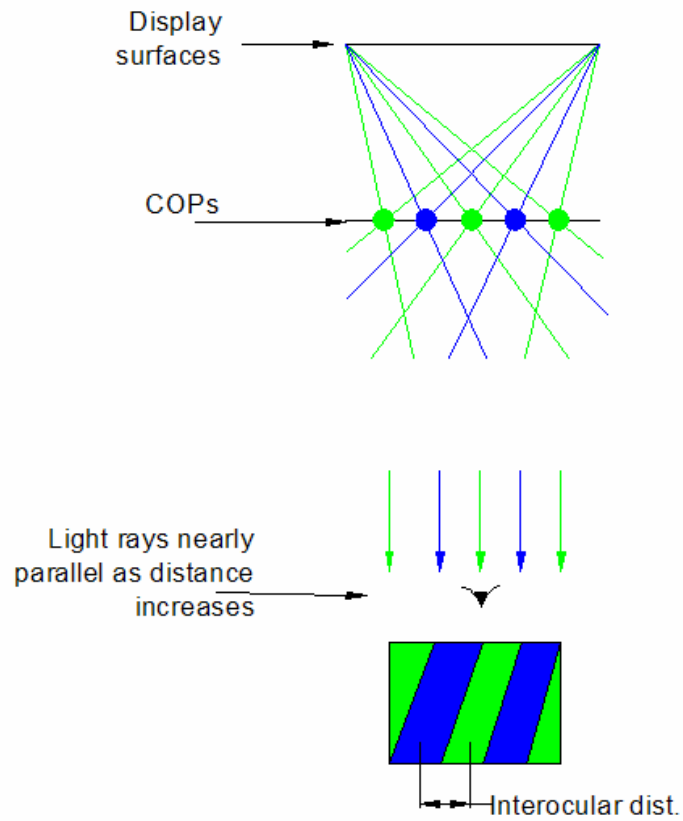 Display
surfaces
COPs
Light rays nearly
parallel as distance
increases
Interocular dist.